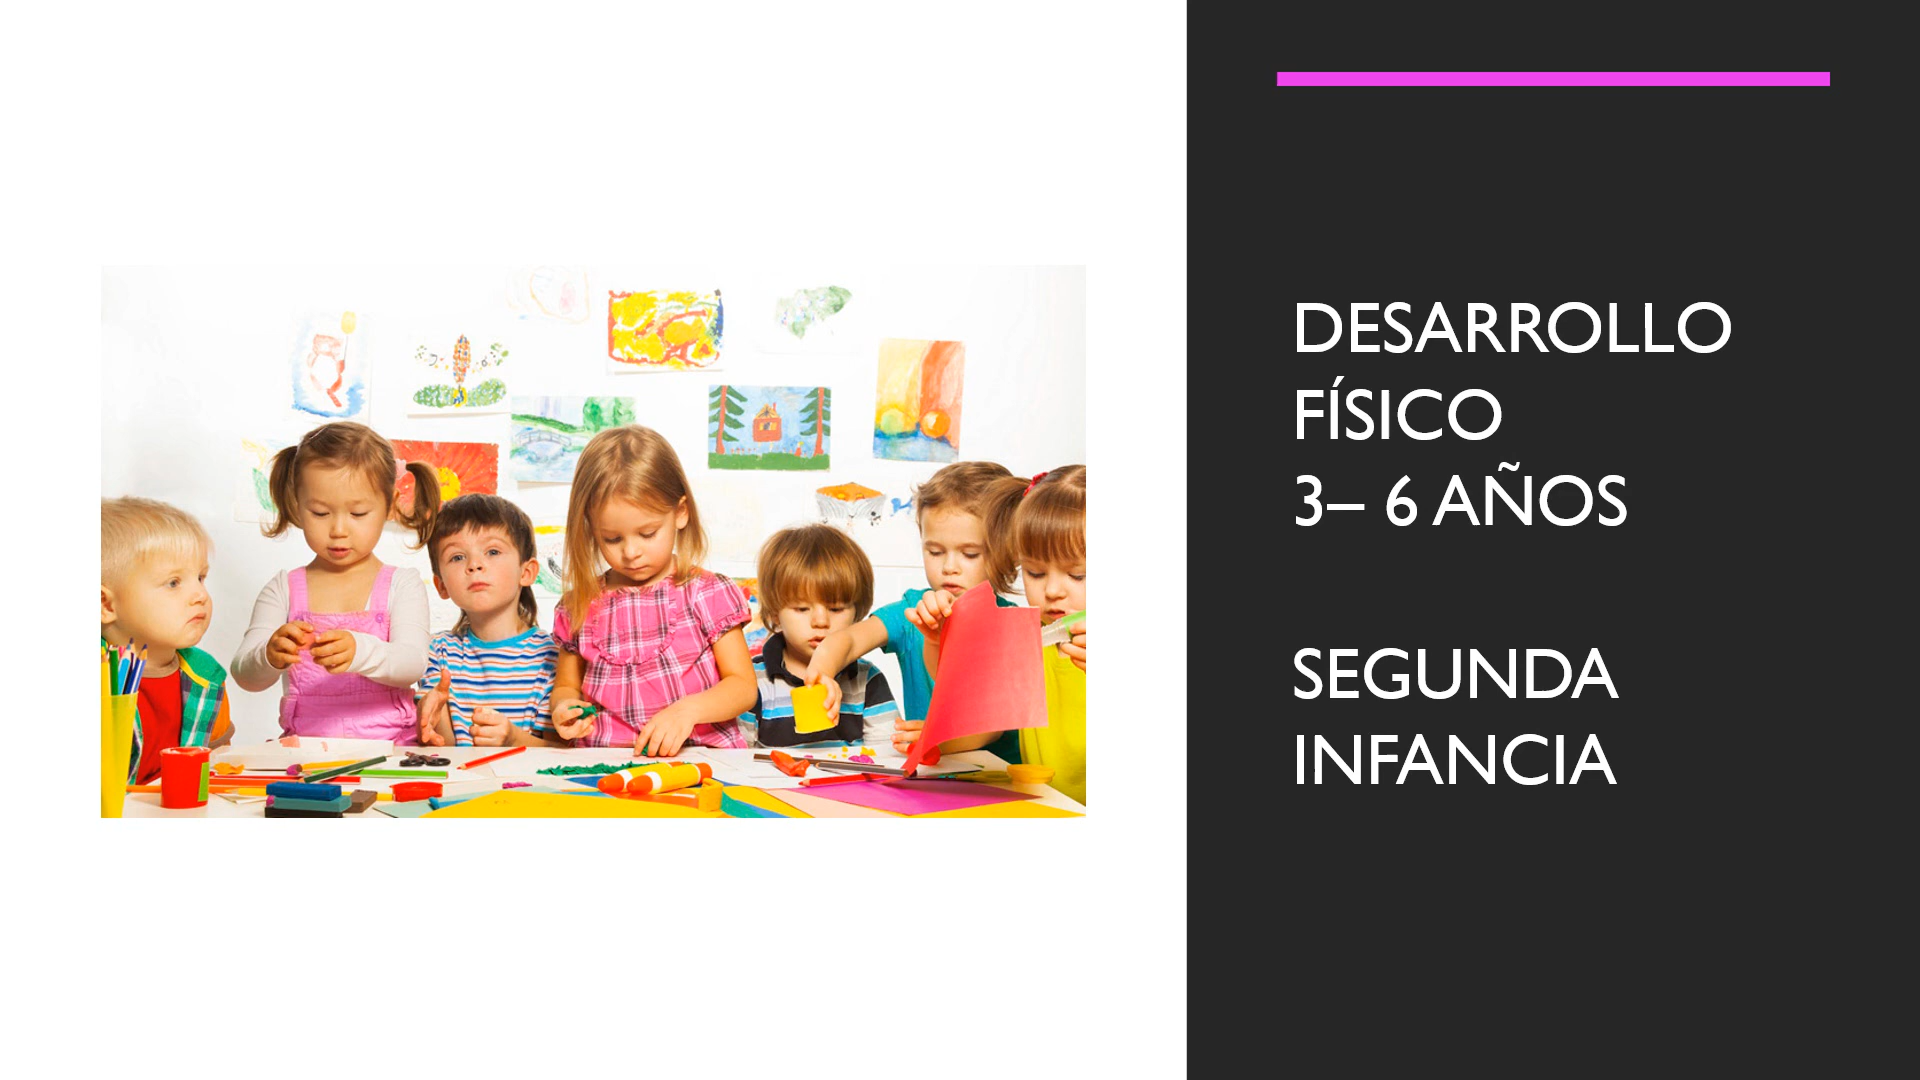 DESARROLLO
FÍSICO
3– 6 AÑOS
SEGUNDA
INFANCIA